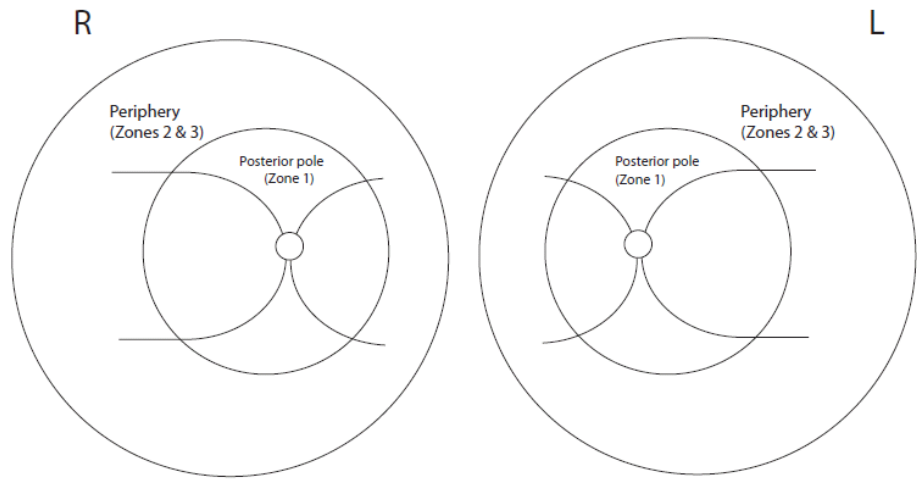 R
L
Periphery
(Zones 2 & 3)
Posterior pole
(Zone 1)
Posterior pole
(Zone 1)
Periphery
(Zones 2 & 3)